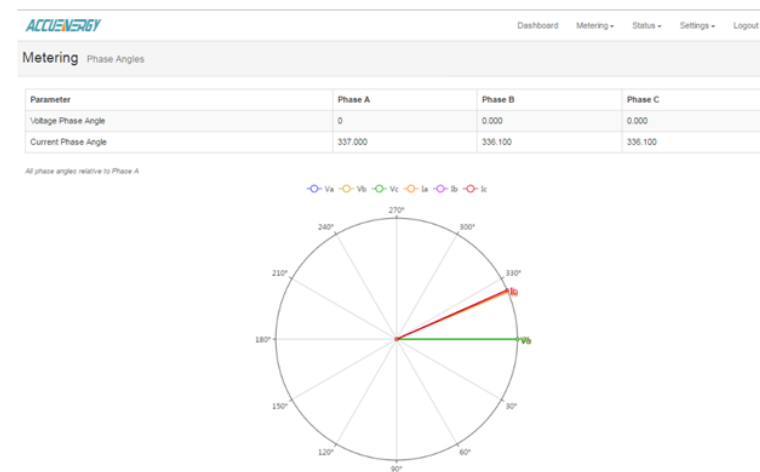 ACCUENERGY
Dashboard Metering Status Settings Logout
Metering Phase Angles
Parameter Phase A Phase B Phase C
Voltage Phase Angle 0 0.000 0.000
Current Phase Angle 337.000 336.100 336.100
All phase angles relative to Phase A
Va Vb Vc Ia Ib Ic
270°
240° 300°
210° 330°
180°
150° 30°
120° 60°
90°